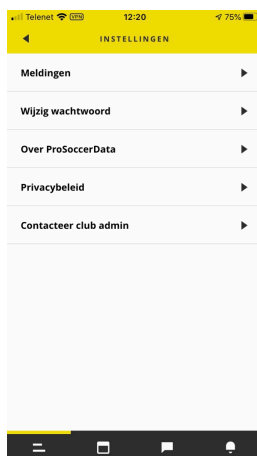 Telenet VPN 12:20 75%
INSTELLINGEN
Meldingen
Wijzig wachtwoord
Over ProSoccerData
Privacybeleid
Contacteer club admin